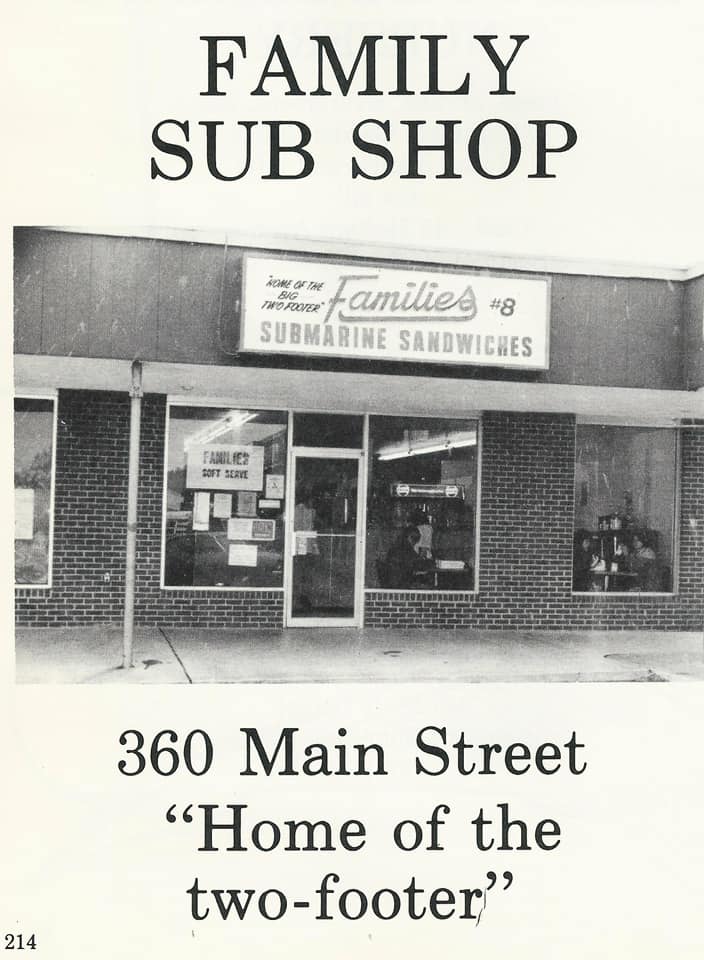 FAMILY
SUB SHOP
"HOME OF THE
BIG
TWO FOOTER"
Families #8
SUBMARINE SANDWICHES
FAMILIES
SOFT SERVE
360 Main Street
“Home of the
two-footer”
214